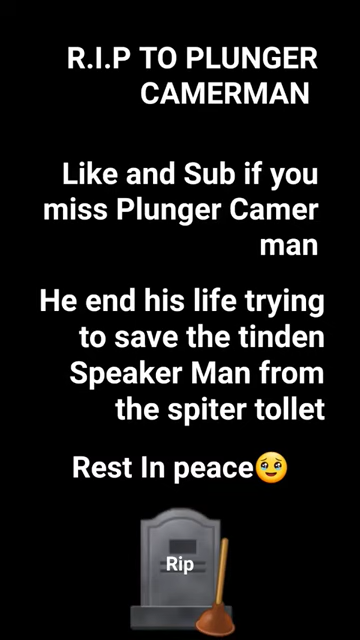 R.I.P TO PLUNGER
CAMERMAN
Like and Sub if you
miss Plunger Camer
man
He end his life trying
to save the tinden
Speaker Man from
the spiter tollet
Rest In peace🥹
Rip